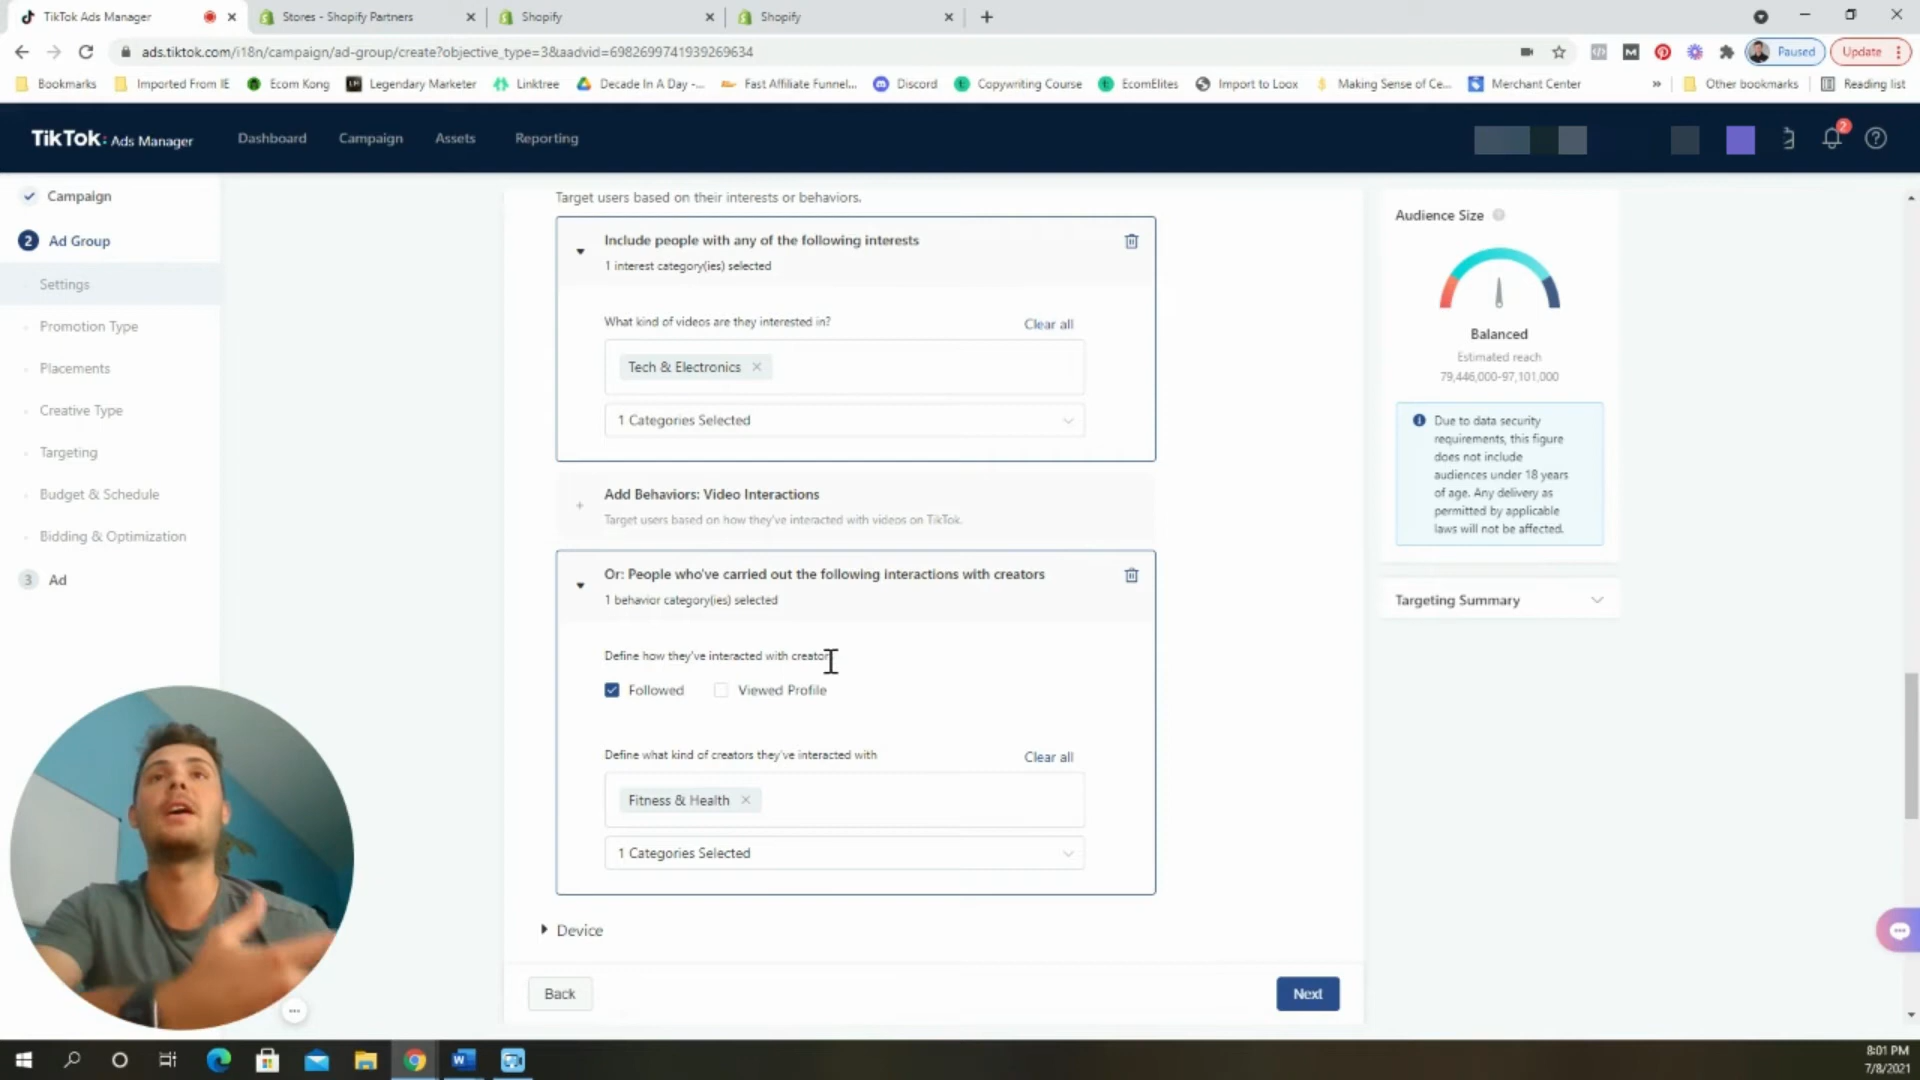 TikTok Ads Manager
Stores - Shopify Partners
Shopify
Shopify
ads.tiktok.com/i18n/campaign/ad-group/create?objective_type=3&aadvid=6982699741939269634
Paused
Update
Bookmarks
Imported From IE
Ecom Kong
Legendary Marketer
Linktree
Decade In A Day -...
Fast Affiliate Funnel...
Discord
Copywriting Course
EcomElites
Import to Loox
Making Sense of Ce...
Merchant Center
»
Other bookmarks
Reading list
TikTok: Ads Manager
Dashboard
Campaign
Assets
Reporting
2
Campaign
2 Ad Group
Settings
Promotion Type
Placements
Creative Type
Targeting
Budget & Schedule
Bidding & Optimization
3 Ad
Target users based on their interests or behaviors.
Include people with any of the following interests
1 interest category(ies) selected
What kind of videos are they interested in?
Clear all
Tech & Electronics
1 Categories Selected
Add Behaviors: Video Interactions
Target users based on how they've interacted with videos on TikTok.
Or: People who've carried out the following interactions with creators
1 behavior category(ies) selected
Define how they've interacted with creator
Followed
Viewed Profile
Define what kind of creators they've interacted with
Clear all
Fitness & Health
1 Categories Selected
Device
Back
Next
Audience Size
Balanced
Estimated reach
79,446,000-97,101,000
Due to data security
requirements, this figure
does not include
audiences under 18 years
of age. Any delivery as
permitted by applicable
laws will not be affected.
Targeting Summary
8:01 PM
7/8/2021